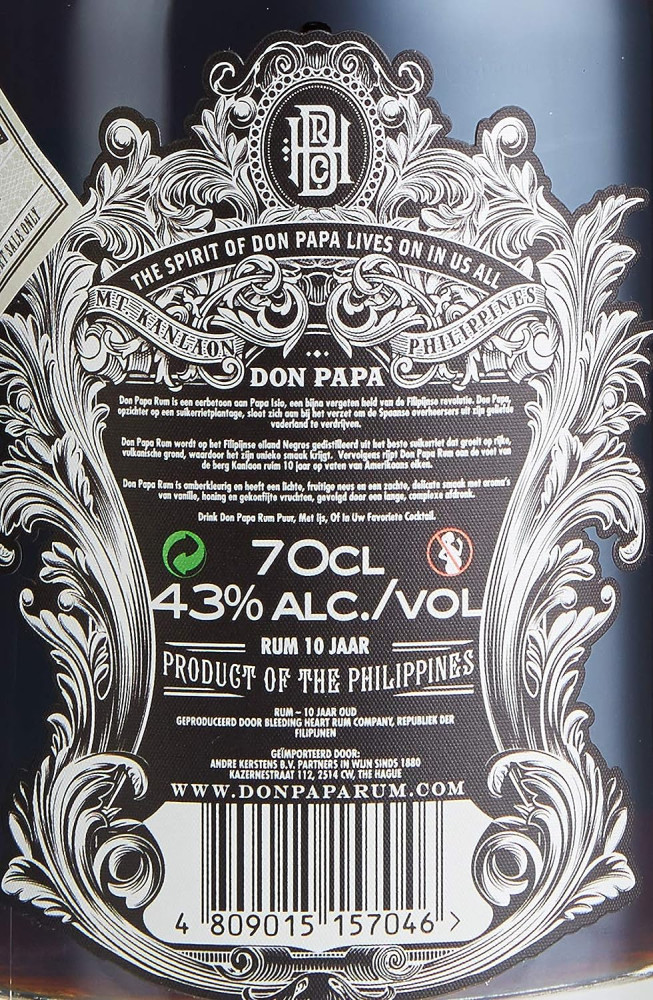 BHRC
THE SPIRIT OF DON PAPA LIVES ON IN US ALL
MT. KANLAON
PHILIPPINES
DON PAPA
Don Papa Rum is een eerbetoon aan Papa Isio, een bijna vergeten held van de Filipijnse revolutie. Don Papa,
opzichter op een suikerrietplantage, sloot zich aan bij het verzet om de Spaanse overheersers uit zijn geliefde
vaderland te verdrijven.
Don Papa Rum wordt op het Filipijnse eiland Negros gedistilleerd uit het beste suikerriet dat groeit op rijke,
vulkanische grond, waardoor het zijn unieke smaak krijgt. Vervolgens rijpt Don Papa Rum aan de voet van
de berg Kanlaon ruim 10 jaar op vaten van Amerikaans eiken.
Don Papa Rum is amberkleurig en heeft een lichte, fruitige neus en een zachte, delicate smaak met aroma's
van vanille, honing en gekonfijte vruchten, gevolgd door een lange, complexe afdronk.
Drink Don Papa Rum Puur, Met Ijs, Of In Uw Favoriete Cocktail.
70CL
43% ALC./VOL
RUM 10 JAAR
PRODUCT OF THE PHILIPPINES
RUM – 10 JAAR OUD
GEPRODUCEERD DOOR BLEEDING HEART RUM COMPANY, REPUBLIEK DER
FILIPIJNEN
GEÏMPORTEERD DOOR:
ANDRE KERSTENS B.V. PARTNERS IN WIJN SINDS 1880
KAZERNESTRAAT 112, 2514 CW, THE HAGUE
WWW.DONPAPARUM.COM
4 809015 157046 >
SALE ONLY